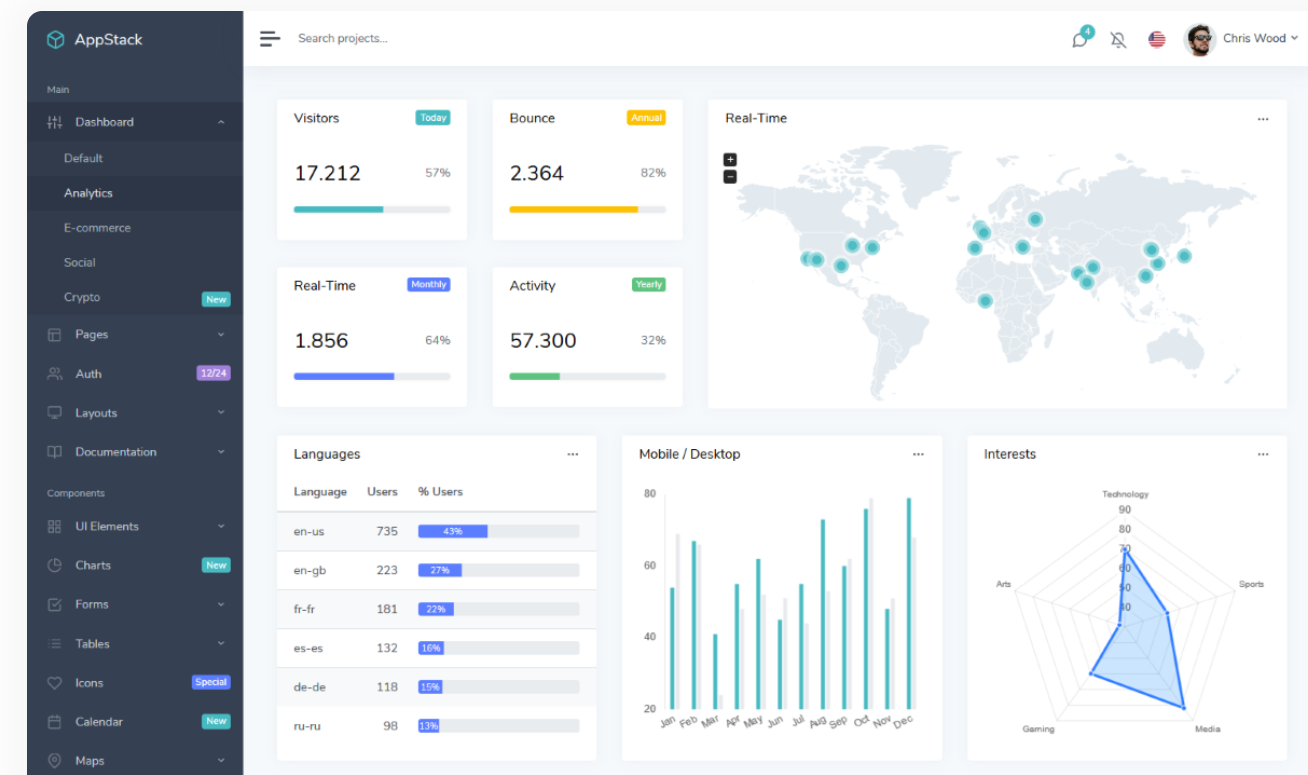 AppStack
Search projects...
4
Chris Wood
Main
Dashboard
Default
Analytics
E-commerce
Social
Crypto New
Pages
Auth 12/24
Layouts
Documentation
Components
UI Elements
Charts New
Forms
Tables
Icons Special
Calendar New
Maps
Visitors Today
17.212 57%
Bounce Annual
2.364 82%
Real-Time Monthly
1.856 64%
Activity Yearly
57.300 32%
Real-Time ...
+
−
Languages ...
Language Users % Users
en-us 735 43%
en-gb 223 27%
fr-fr 181 22%
es-es 132 16%
de-de 118 15%
ru-ru 98 13%
Mobile / Desktop ...
80
60
40
20
Jan Feb Mar Apr May Jun Jul Aug Sep Oct Nov Dec
Interests ...
Technology
90
80
70
60
50
40
Arts
Sports
Gaming
Media